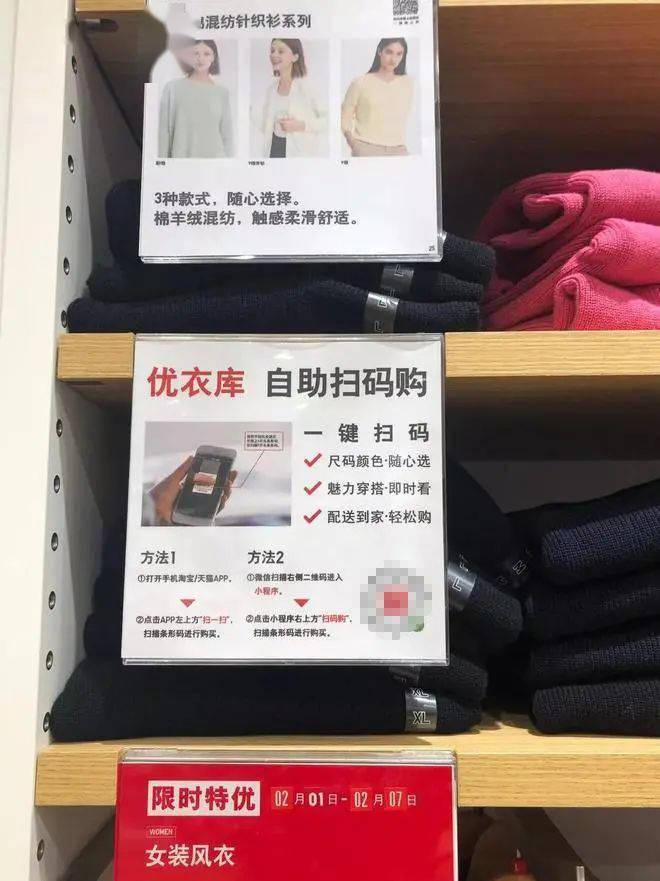 混纺针织衫系列
3种款式，随心选择。
棉羊绒混纺，触感柔滑舒适。
25
L
L
优衣库 自助扫码购
一键扫码
尺码颜色·随心选
魅力穿搭·即时看
配送到家·轻松购
方法1
①打开手机淘宝/天猫APP。
②点击APP左上方"扫一扫"，
扫描条形码进行购买。
方法2
①微信扫描右侧二维码进入
小程序。
②点击小程序右上方"扫码购"，
扫描条形码进行购买。
L
M
XL
XL
限时特优 02月01日-02月07日
WOMEN
女装风衣